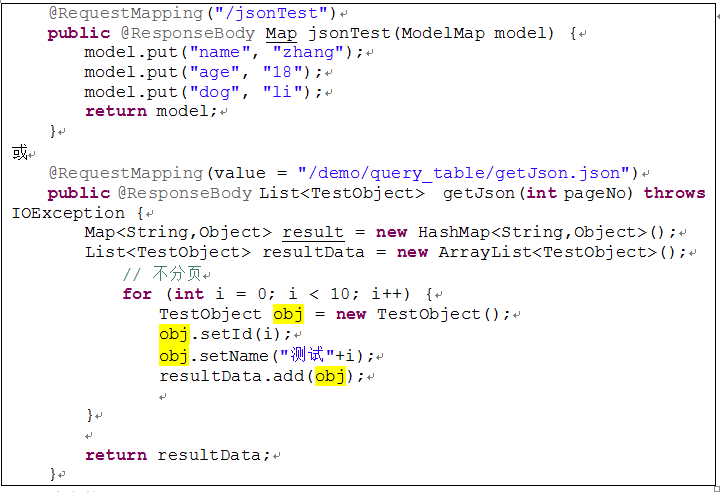 @RequestMapping("/jsonTest")
public @ResponseBody Map jsonTest(ModelMap model) {
model.put("name", "zhang");
model.put("age", "18");
model.put("dog", "li");
return model;
}
或
@RequestMapping(value = "/demo/query_table/getJson.json")
public @ResponseBody List<TestObject> getJson(int pageNo) throws
IOException {
Map<String,Object> result = new HashMap<String,Object>();
List<TestObject> resultData = new ArrayList<TestObject>();
// 不分页
for (int i = 0; i < 10; i++) {
TestObject obj = new TestObject();
obj.setId(i);
obj.setName("测试"+i);
resultData.add(obj);
}
return resultData;
}